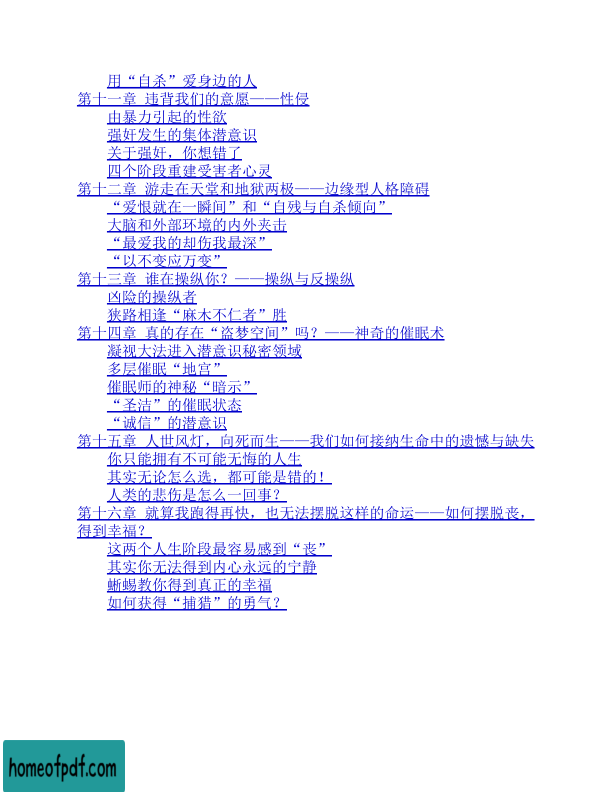 用“自杀”爱身边的人
第十一章 违背我们的意愿——性侵
由暴力引起的性欲
强奸发生的集体潜意识
关于强奸，你想错了
四个阶段重建受害者心灵
第十二章 游走在天堂和地狱两极——边缘型人格障碍
“爱恨就在一瞬间”和“自残与自杀倾向”
大脑和外部环境的内外夹击
“最爱我的却伤我最深”
“以不变应万变”
第十三章 谁在操纵你？——操纵与反操纵
凶险的操纵者
狭路相逢“麻木不仁者”胜
第十四章 真的存在“盗梦空间”吗？——神奇的催眠术
凝视大法进入潜意识秘密领域
多层催眠“地宫”
催眠师的神秘“暗示”
“圣洁”的催眠状态
“诚信”的潜意识
第十五章 人世风灯，向死而生——我们如何接纳生命中的遗憾与缺失
你只能拥有不可能无悔的人生
其实无论怎么选，都可能是错的！
人类的悲伤是怎么一回事？
第十六章 就算我跑得再快，也无法摆脱这样的命运——如何摆脱丧，
得到幸福？
这两个人生阶段最容易感到“丧”
其实你无法得到内心永远的宁静
蜥蜴教你得到真正的幸福
如何获得“捕猎”的勇气？
homeofpdf.com